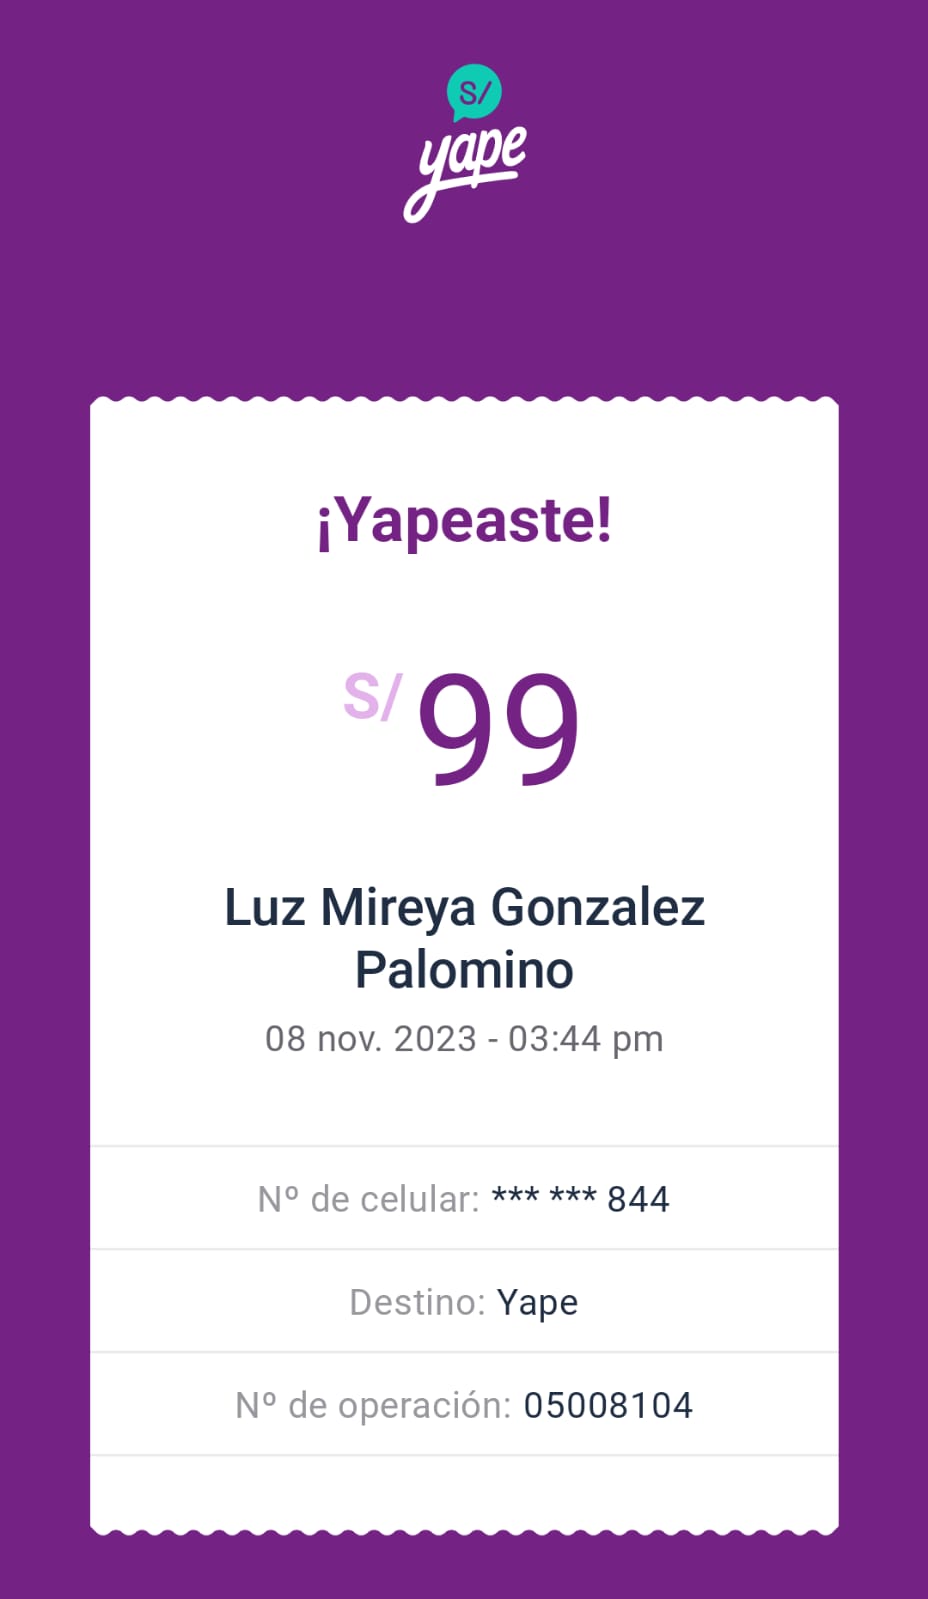 S/
yape
¡Yapeaste!
S/ 99
Luz Mireya Gonzalez
Palomino
08 nov. 2023 - 03:44 pm
Nº de celular: *** *** 844
Destino: Yape
Nº de operación: 05008104